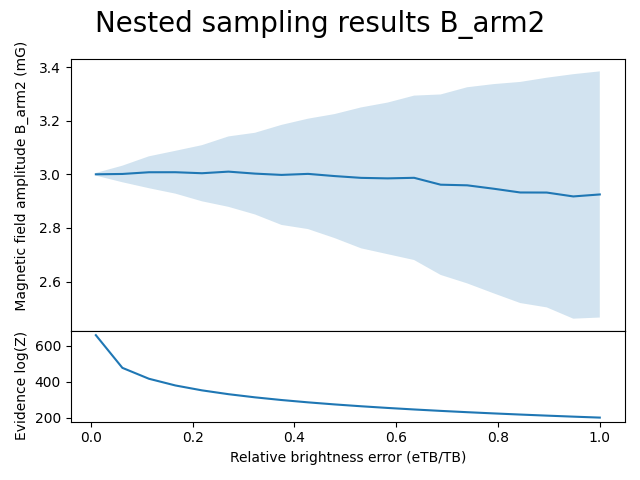 Nested sampling results B_arm2
Magnetic field amplitude B_arm2 (mG)
3.4
3.2
3.0
2.8
2.6
Evidence log(Z)
600
400
200
0.0 0.2 0.4 0.6 0.8 1.0
Relative brightness error (eTB/TB)